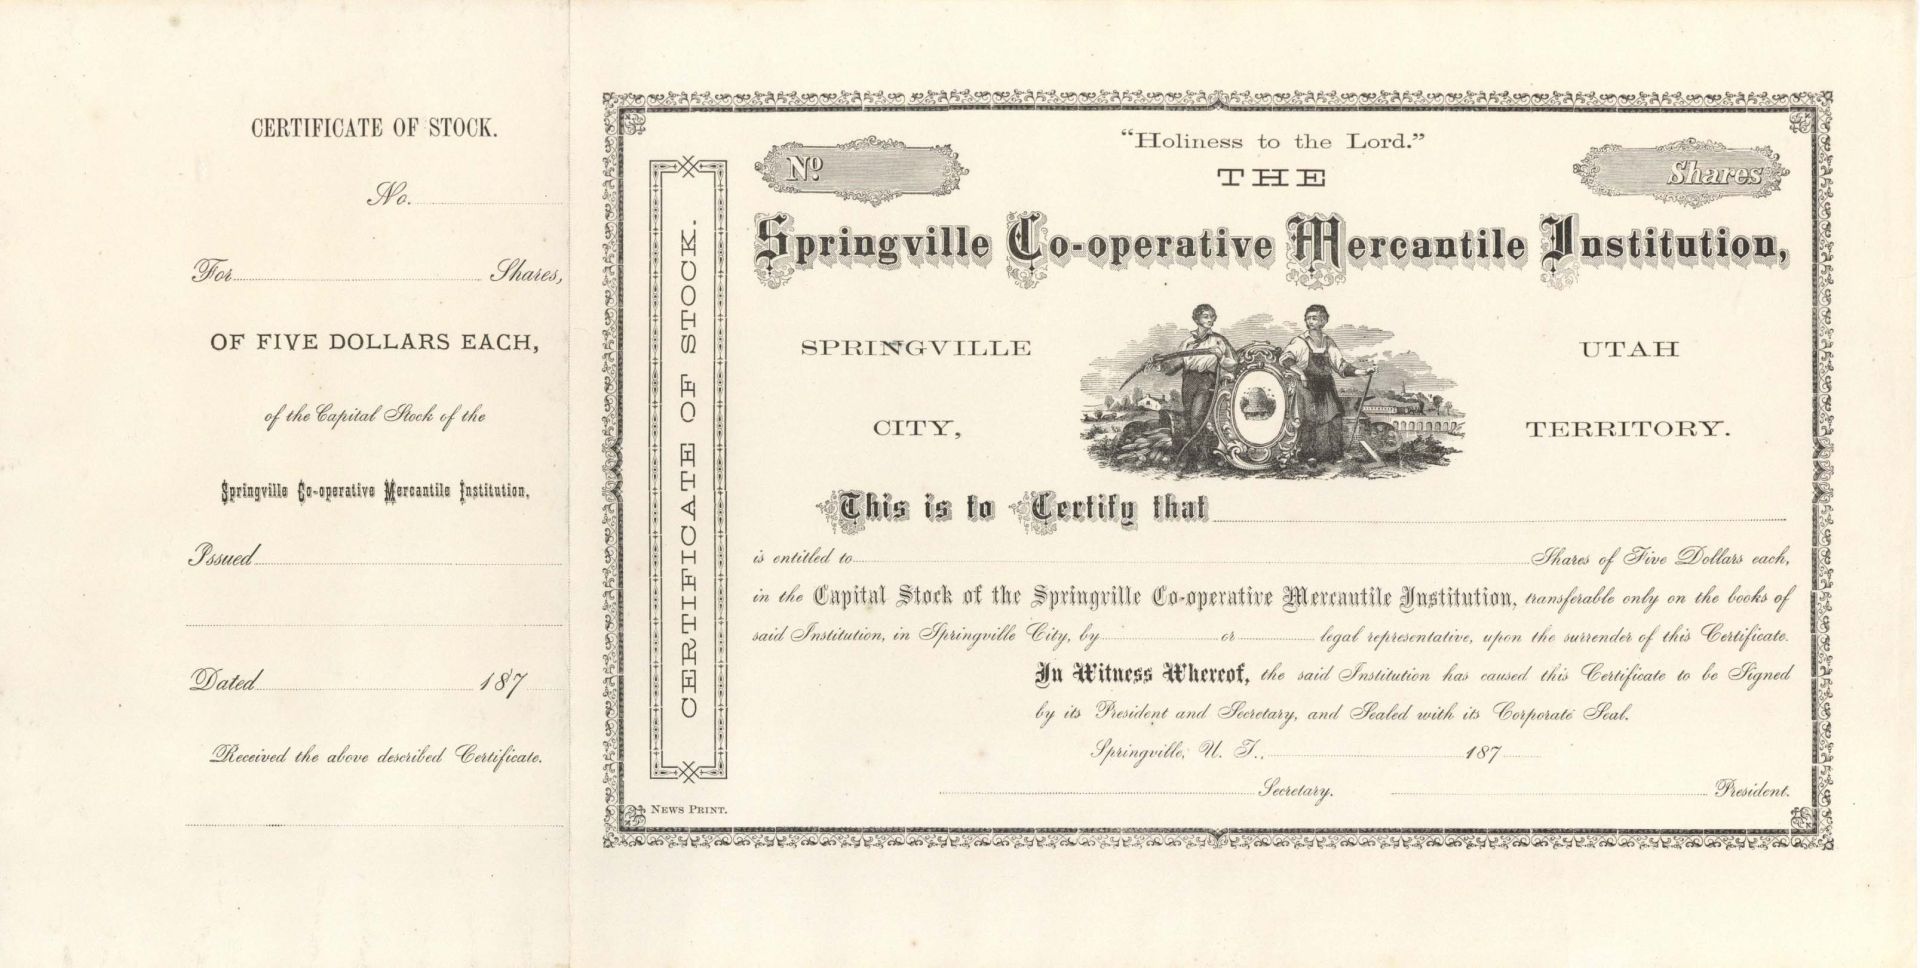 CERTIFICATE OF STOCK.
No.
For Shares,
OF FIVE DOLLARS EACH,
of the Capital Stock of the
Springville Co-operative Mercantile Institution,
Issued
Dated 187
Received the above described Certificate.
CERTIFICATE OF STOCK.
NEWS PRINT.
"Holiness to the Lord."
No. THE Shares
Springville Co-operative Mercantile Institution,
SPRINGVILLE UTAH
CITY, TERRITORY.
This is to Certify that
is entitled to Shares of Five Dollars each,
in the Capital Stock of the Springville Co-operative Mercantile Institution, transferable only on the books of
said Institution, in Springville City, by or legal representative, upon the surrender of this Certificate.
In Witness Whereof, the said Institution has caused this Certificate to be Signed
by its President and Secretary, and Sealed with its Corporate Seal.
Springville, U. T., 187
Secretary. President.